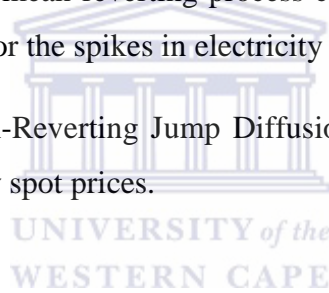 mean reverting process
or the spikes in electricity
-Reverting Jump Diffusio
spot prices.
UNIVERSITY of the
WESTERN CAPE